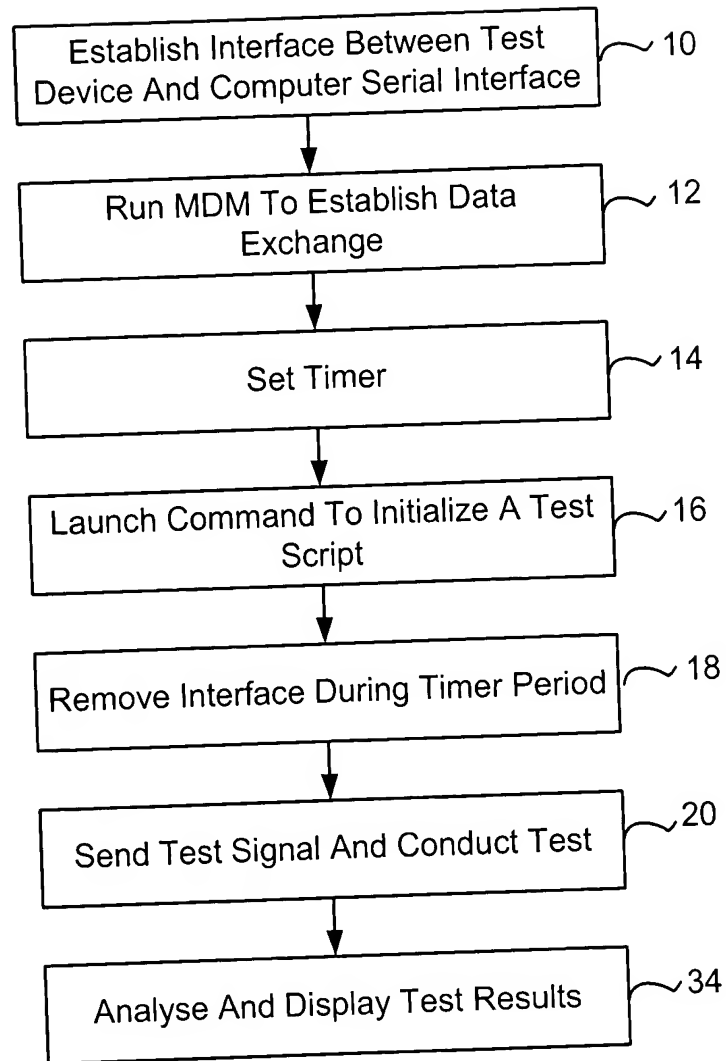 Establish Interface Between Test
Device And Computer Serial Interface
10
Run MDM To Establish Data
Exchange
12
Set Timer
14
Launch Command To Initialize A Test
Script
16
Remove Interface During Timer Period
18
Send Test Signal And Conduct Test
20
Analyse And Display Test Results
34